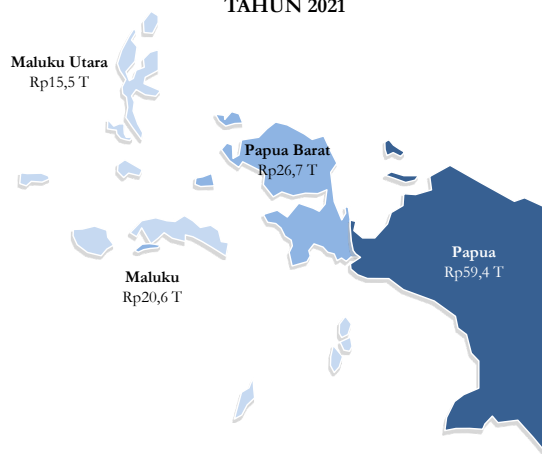 TAHUN 2021
Maluku Utara
Rp15,5 T
Papua Barat
Rp26,7 T
Papua
Rp59,4 T
Maluku
Rp20,6 T